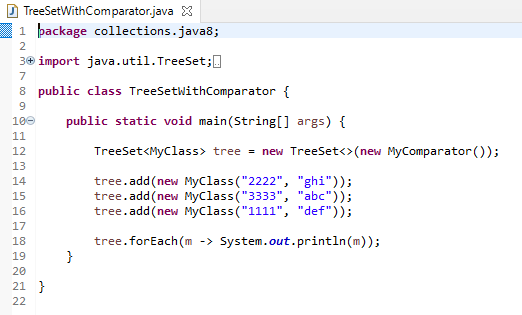 TreeSetWithComparator.java
1 package collections.java8;
2
3 import java.util.TreeSet;
7
8 public class TreeSetWithComparator {
9
10 public static void main(String[] args) {
11
12 TreeSet<MyClass> tree = new TreeSet<>(new MyComparator());
13
14 tree.add(new MyClass("2222", "ghi"));
15 tree.add(new MyClass("3333", "abc"));
16 tree.add(new MyClass("1111", "def"));
17
18 tree.forEach(m -> System.out.println(m));
19 }
20
21 }
22